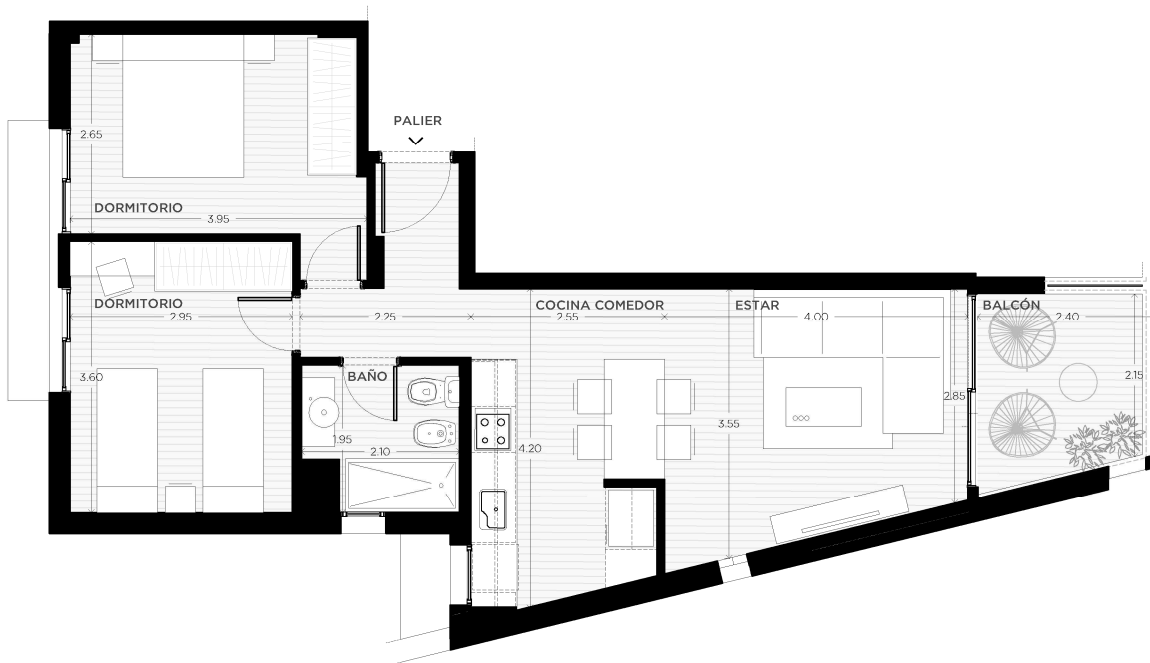 PALIER
2.65
DORMITORIO
3.95
DORMITORIO
2.95
2.25
COCINA COMEDOR
2.55
ESTAR
4.00
BALCÓN
2.40
3.60
BAÑO
2.15
2.85
3.55
1.95
2.10
4.20